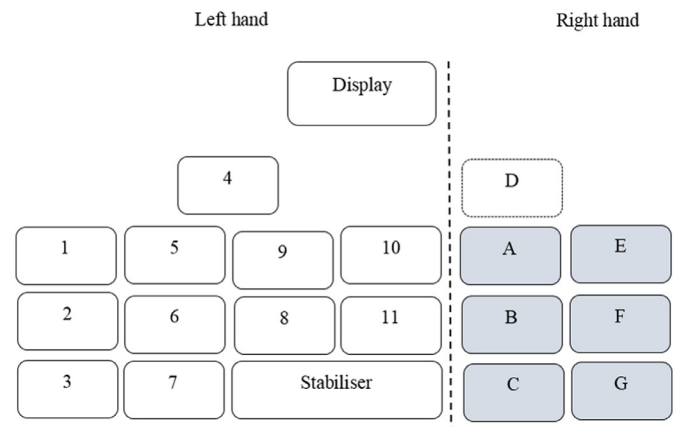 Left hand Right hand
Display
4 D
1 5 9 10 A E
2 6 8 11 B F
3 7 Stabiliser C G